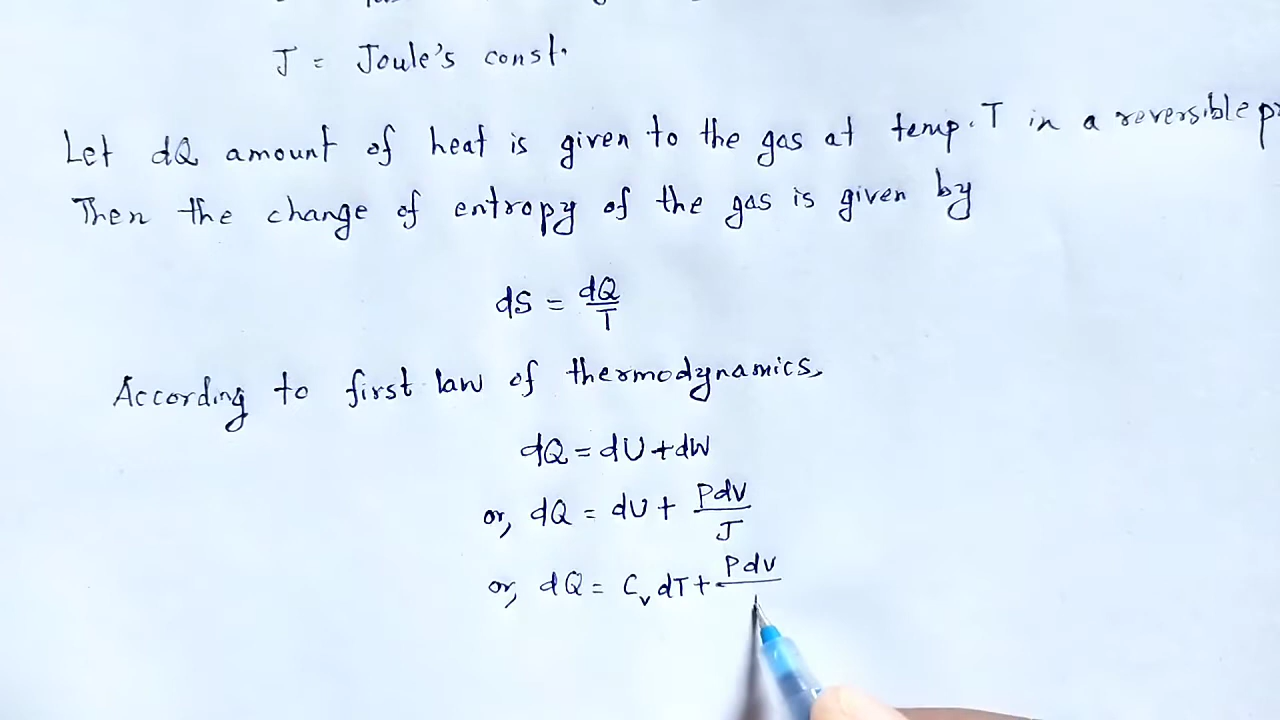 J = Joule's const.
Let dQ amount of heat is given to the gas at temp. T in a reversible
Then the change of entropy of the gas is given by
dS = dQ/T
According to first law of thermodynamics,
dQ = dU + dW
or, dQ = dU + PdV/J
or, dQ = C_v dT + PdV/